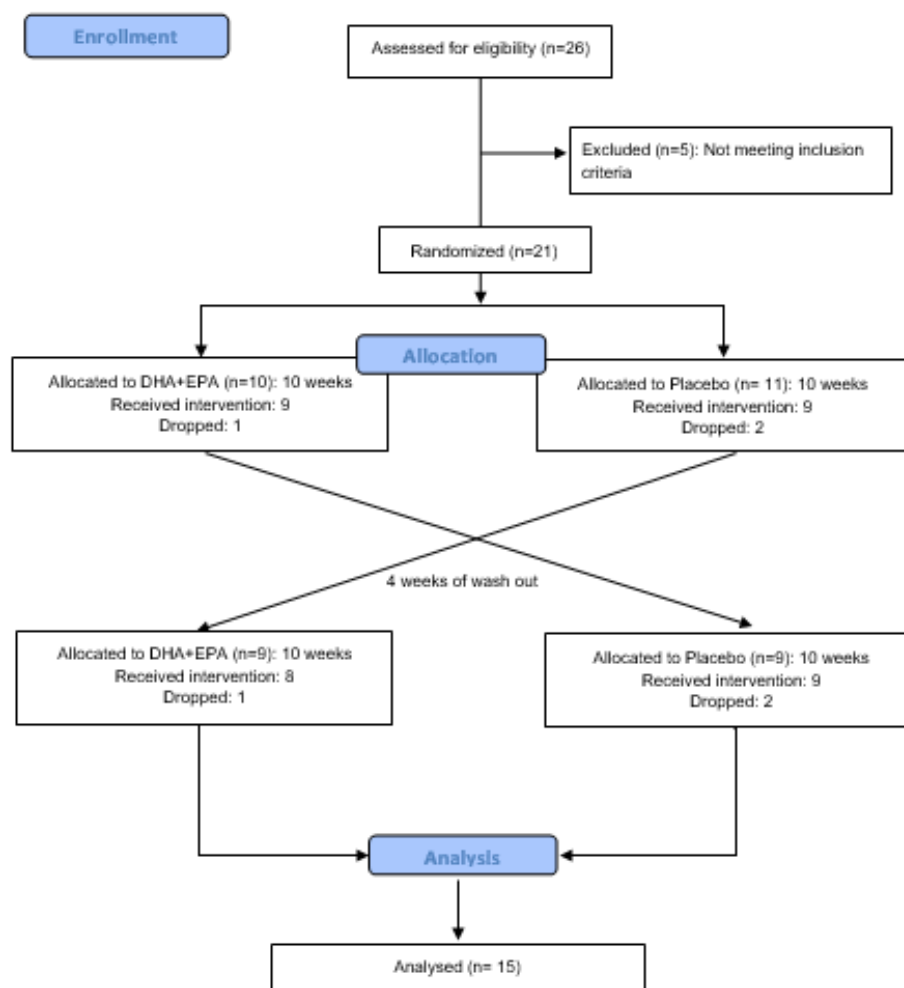 Enrollment
Assessed for eligibility (n=26)
Excluded (n=5): Not meeting inclusion
criteria
Randomized (n=21)
Allocation
Allocated to DHA+EPA (n=10): 10 weeks
Received intervention: 9
Dropped: 1
Allocated to Placebo (n= 11): 10 weeks
Received intervention: 9
Dropped: 2
4 weeks of wash out
Allocated to DHA+EPA (n=9): 10 weeks
Received intervention: 8
Dropped: 1
Allocated to Placebo (n=9): 10 weeks
Received intervention: 9
Dropped: 2
Analysis
Analysed (n= 15)